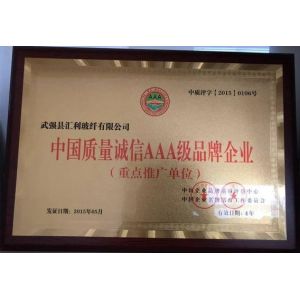 中质评字【2015】0106号
武强县汇利玻纤有限公司
中国质量诚信AAA级品牌企业
（重点推广单位）
发证日期：2015年05月
有效日期：4年